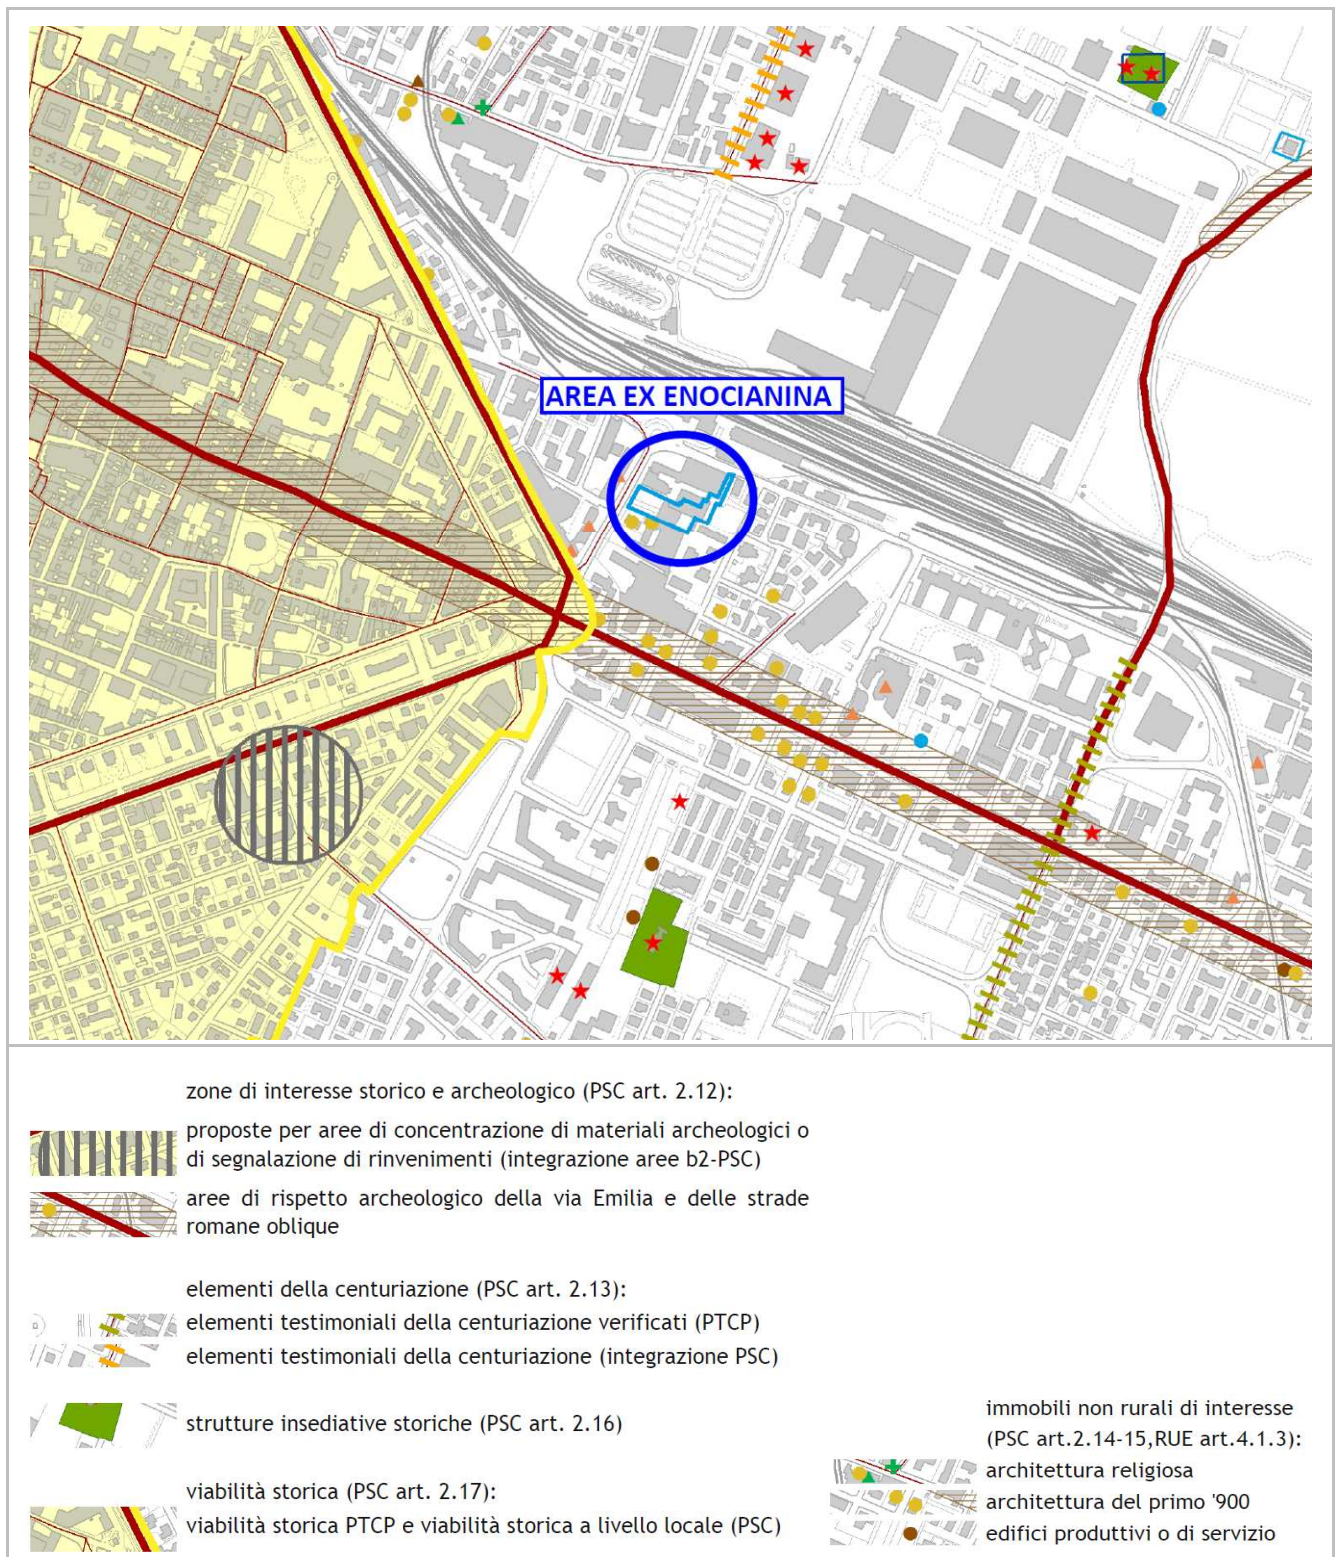 AREA EX ENOCIANINA
zone di interesse storico e archeologico (PSC art. 2.12):
proposte per aree di concentrazione di materiali archeologici o
di segnalazione di rinvenimenti (integrazione aree b2-PSC)
aree di rispetto archeologico della via Emilia e delle strade
romane oblique
elementi della centuriazione (PSC art. 2.13):
elementi testimoniali della centuriazione verificati (PTCP)
elementi testimoniali della centuriazione (integrazione PSC)
strutture insediative storiche (PSC art. 2.16)
viabilità storica (PSC art. 2.17):
viabilità storica PTCP e viabilità storica a livello locale (PSC)
immobili non rurali di interesse
(PSC art.2.14-15,RUE art.4.1.3):
architettura religiosa
architettura del primo '900
edifici produttivi o di servizio